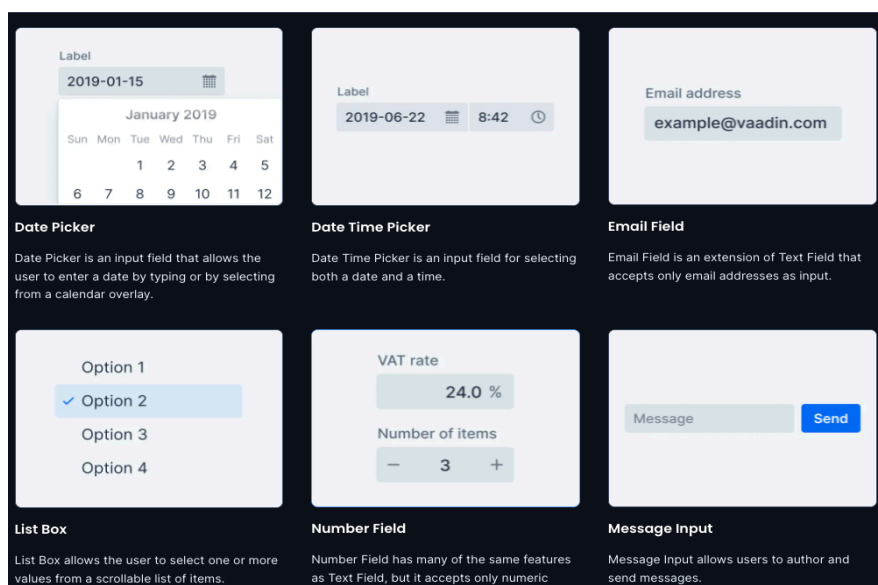 Label
2019-01-15
January 2019
Sun Mon Tue Wed Thu Fri Sat
1 2 3 4 5
6 7 8 9 10 11 12
Date Picker
Date Picker is an input field that allows the
user to enter a date by typing or by selecting
from a calendar overlay.
Label
2019-06-22 8:42
Date Time Picker
Date Time Picker is an input field for selecting
both a date and a time.
Email address
example@vaadin.com
Email Field
Email Field is an extension of Text Field that
accepts only email addresses as input.
Option 1
Option 2
Option 3
Option 4
List Box
List Box allows the user to select one or more
values from a scrollable list of items.
VAT rate
24.0 %
Number of items
− 3 +
Number Field
Number Field has many of the same features
as Text Field, but it accepts only numeric
Message
Send
Message Input
Message Input allows users to author and
send messages.